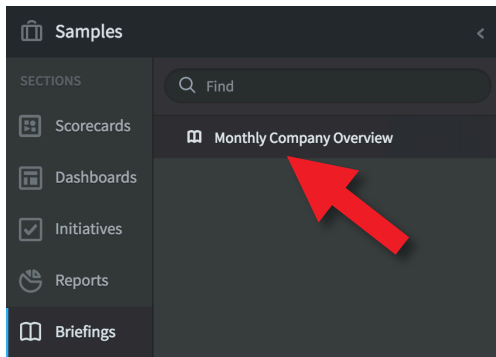 Samples
SECTIONS
Find
Scorecards
Monthly Company Overview
Dashboards
Initiatives
Reports
Briefings